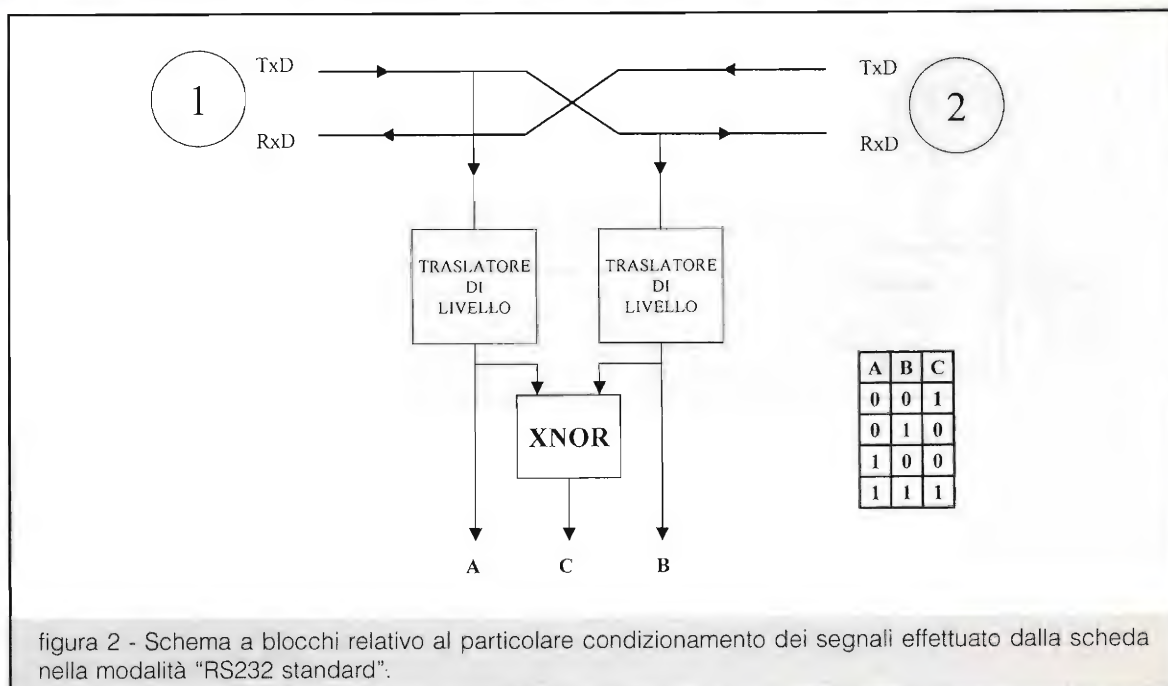 TxD
TxD
1
2
RxD
RxD
TRASLATORE
DI
LIVELLO
TRASLATORE
DI
LIVELLO
XNOR
A B C
0 0 1
0 1 0
1 0 0
1 1 1
A C B
figura 2 - Schema a blocchi relativo al particolare condizionamento dei segnali effettuato dalla scheda
nella modalità "RS232 standard".